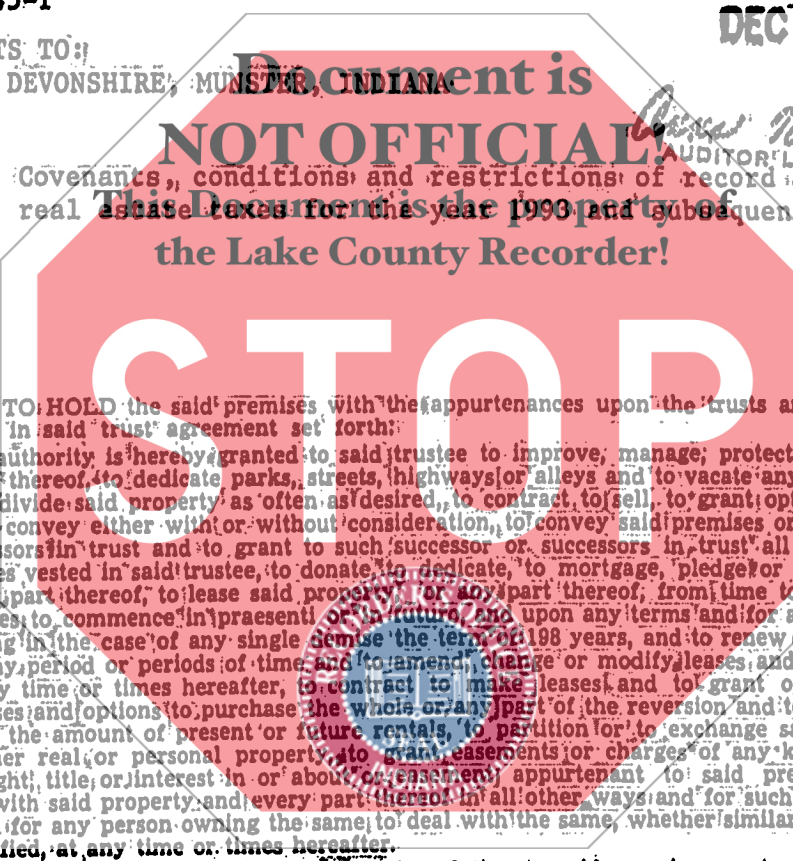 DEC
TS TO:
DEVONSHIRE, MUNSTER, INDIANA
Document is
NOT OFFICIAL!
AUDITOR L
Covenants, conditions and restrictions of record
This Document is the property of
real estate taxes for the year 1993 and subsequen
the Lake County Recorder!
STOP
TO HOLD the said premises with the appurtenances upon the trusts a
in said trust agreement set forth:
authority is hereby granted to said trustee to improve, manage, protect
thereof, to dedicate parks, streets, highways or alleys and to vacate any
divide said property as often as desired, to contract to sell, to grant opt
convey either with or without consideration, to convey said premises or
ssors in trust and to grant to such successor or successors in trust all
es vested in said trustee, to donate, to dedicate, to mortgage, pledge or
part thereof, to lease said property, or any part thereof, from time t
es, to commence in praesenti or in futuro, and upon any terms and for a
g in the case of any single demise the term of 198 years, and to renew
y period or periods of time and to amend, change or modify leases and
y time or times hereafter, to contract to make leases and to grant o
ses and options to purchase the whole or any part of the reversion and to
the amount of present or future rentals, to partition or to exchange sa
her real or personal property, to grant easements or charges of any k
ght, title or interest in or about or easement appurtenant to said pre
with said property and every part thereof in all other ways and for such
for any person owning the same to deal with the same, whether similar
fied, at any time or times hereafter.